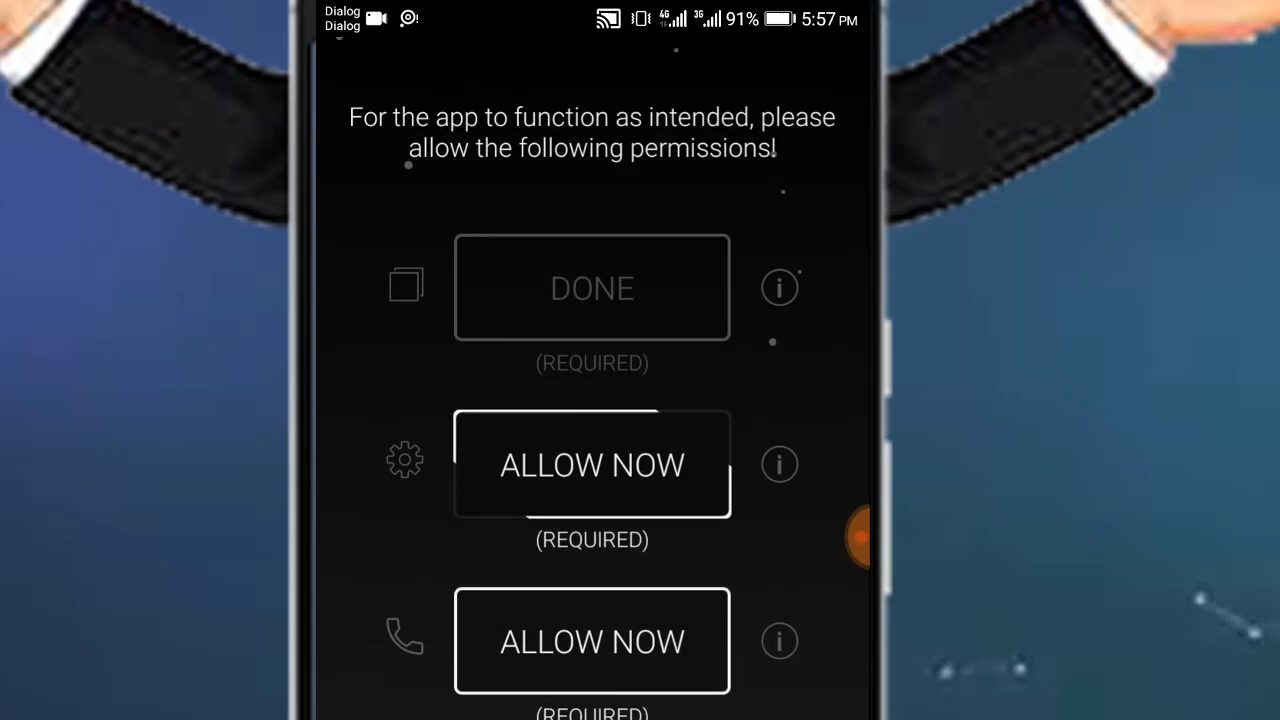 Dialog
Dialog
4G 3G 91% 5:57 PM
For the app to function as intended, please
allow the following permissions!
DONE
(REQUIRED)
ALLOW NOW
(REQUIRED)
ALLOW NOW
(REQUIRED)